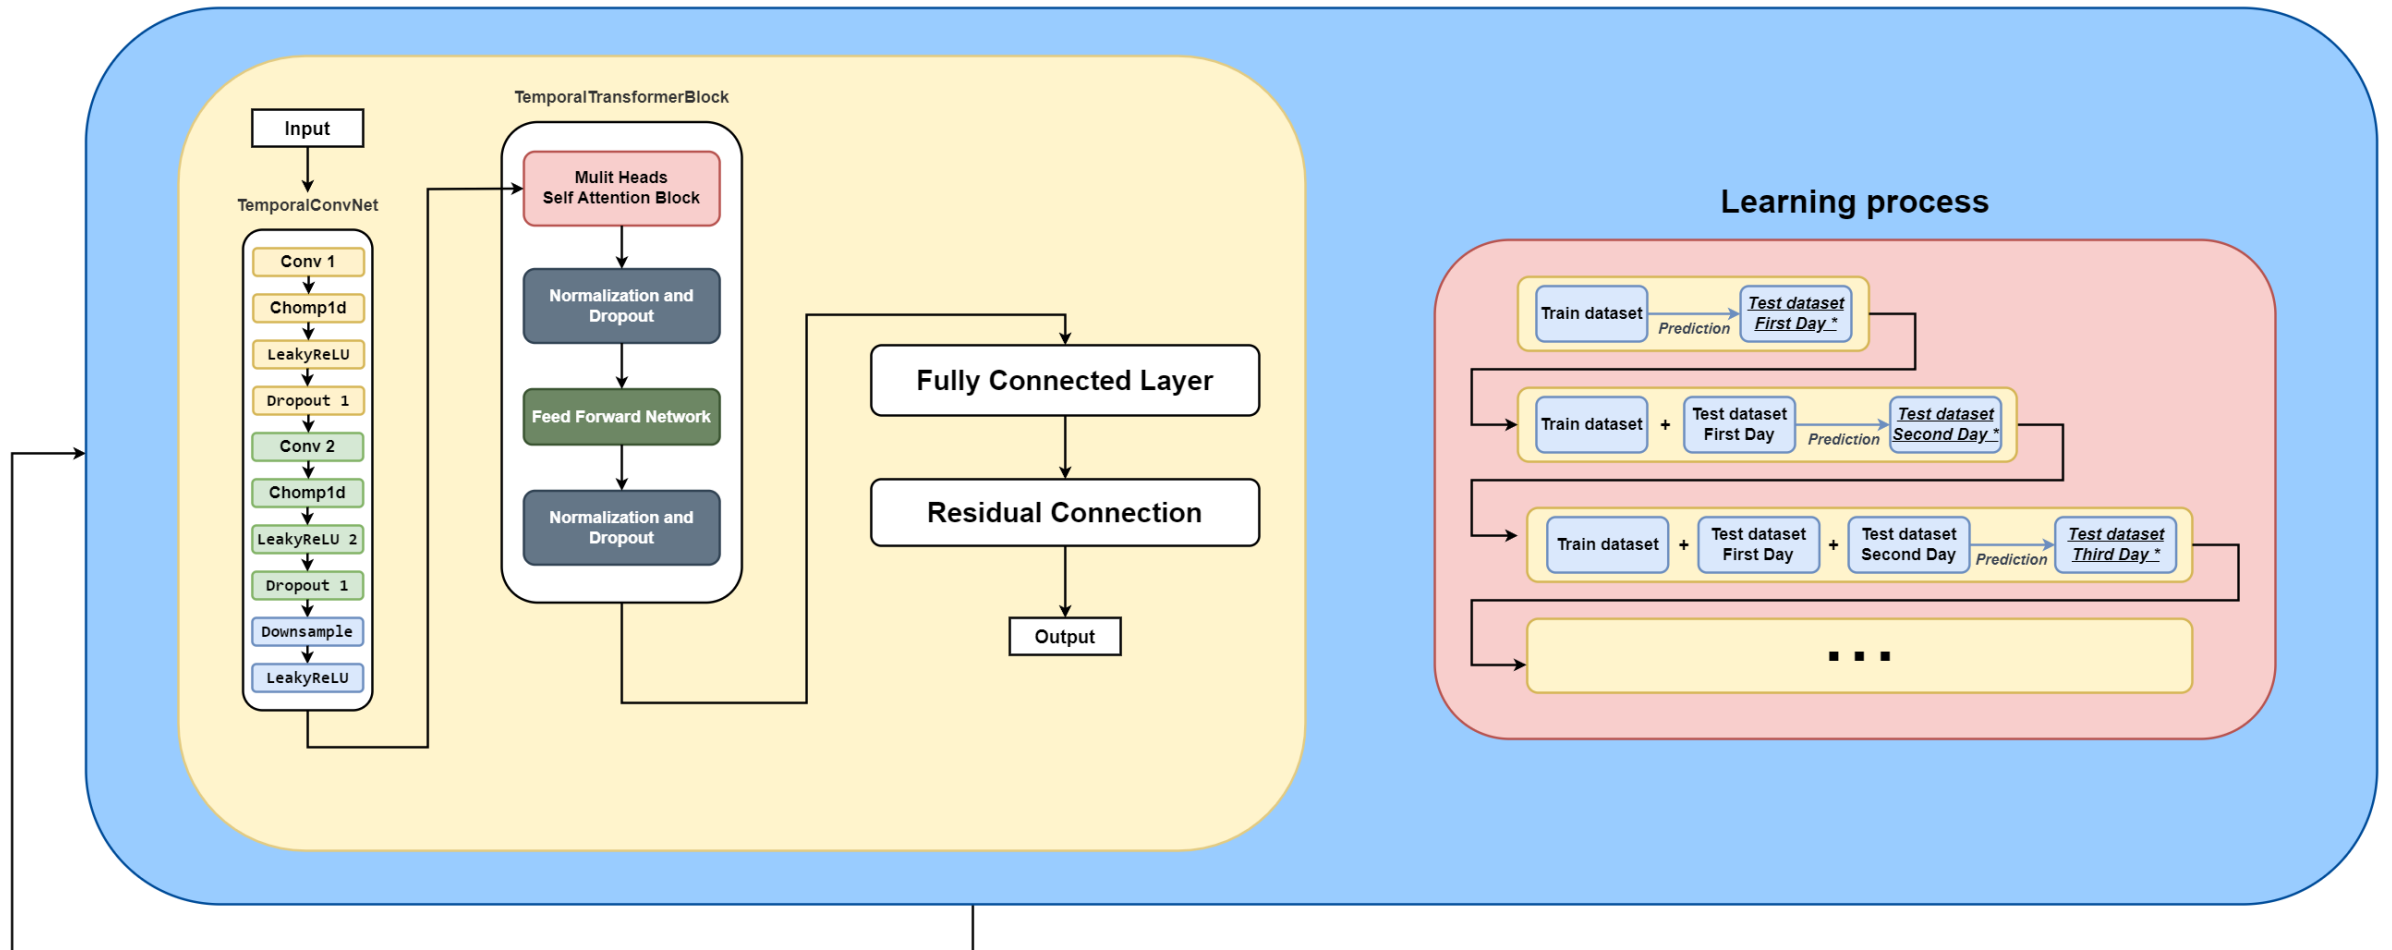 Input
TemporalConvNet
Conv 1
Chomp1d
LeakyReLU
Dropout 1
Conv 2
Chomp1d
LeakyReLU 2
Dropout 1
Downsample
LeakyReLU
TemporalTransformerBlock
Mulit Heads
Self Attention Block
Normalization and
Dropout
Feed Forward Network
Normalization and
Dropout
Fully Connected Layer
Residual Connection
Output
Learning process
Train dataset
Prediction
Test dataset
First Day *
Train dataset
+
Test dataset
First Day
Prediction
Test dataset
Second Day *
Train dataset
+
Test dataset
First Day
+
Test dataset
Second Day
Prediction
Test dataset
Third Day *
...